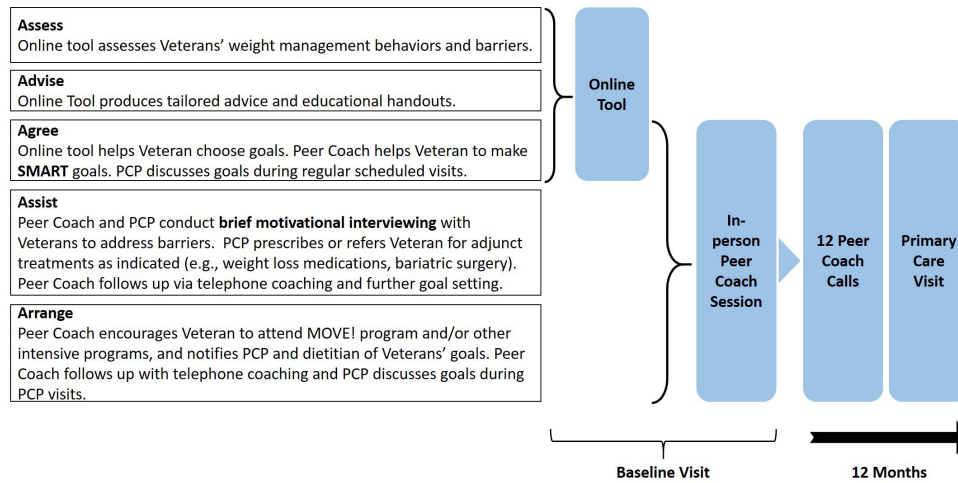 Assess
Online tool assesses Veterans’ weight management behaviors and barriers.
Advise
Online Tool produces tailored advice and educational handouts.
Agree
Online tool helps Veteran choose goals. Peer Coach helps Veteran to make
SMART goals. PCP discusses goals during regular scheduled visits.
Assist
Peer Coach and PCP conduct brief motivational interviewing with
Veterans to address barriers.  PCP prescribes or refers Veteran for adjunct
treatments as indicated (e.g., weight loss medications, bariatric surgery).
Peer Coach follows up via telephone coaching and further goal setting.
Arrange
Peer Coach encourages Veteran to attend MOVE! program and/or other
intensive programs, and notifies PCP and dietitian of Veterans’ goals. Peer
Coach follows up with telephone coaching and PCP discusses goals during
PCP visits.
Online
Tool
In-
person
Peer
Coach
Session
12 Peer
Coach
Calls
Primary
Care
Visit
Baseline Visit
12 Months